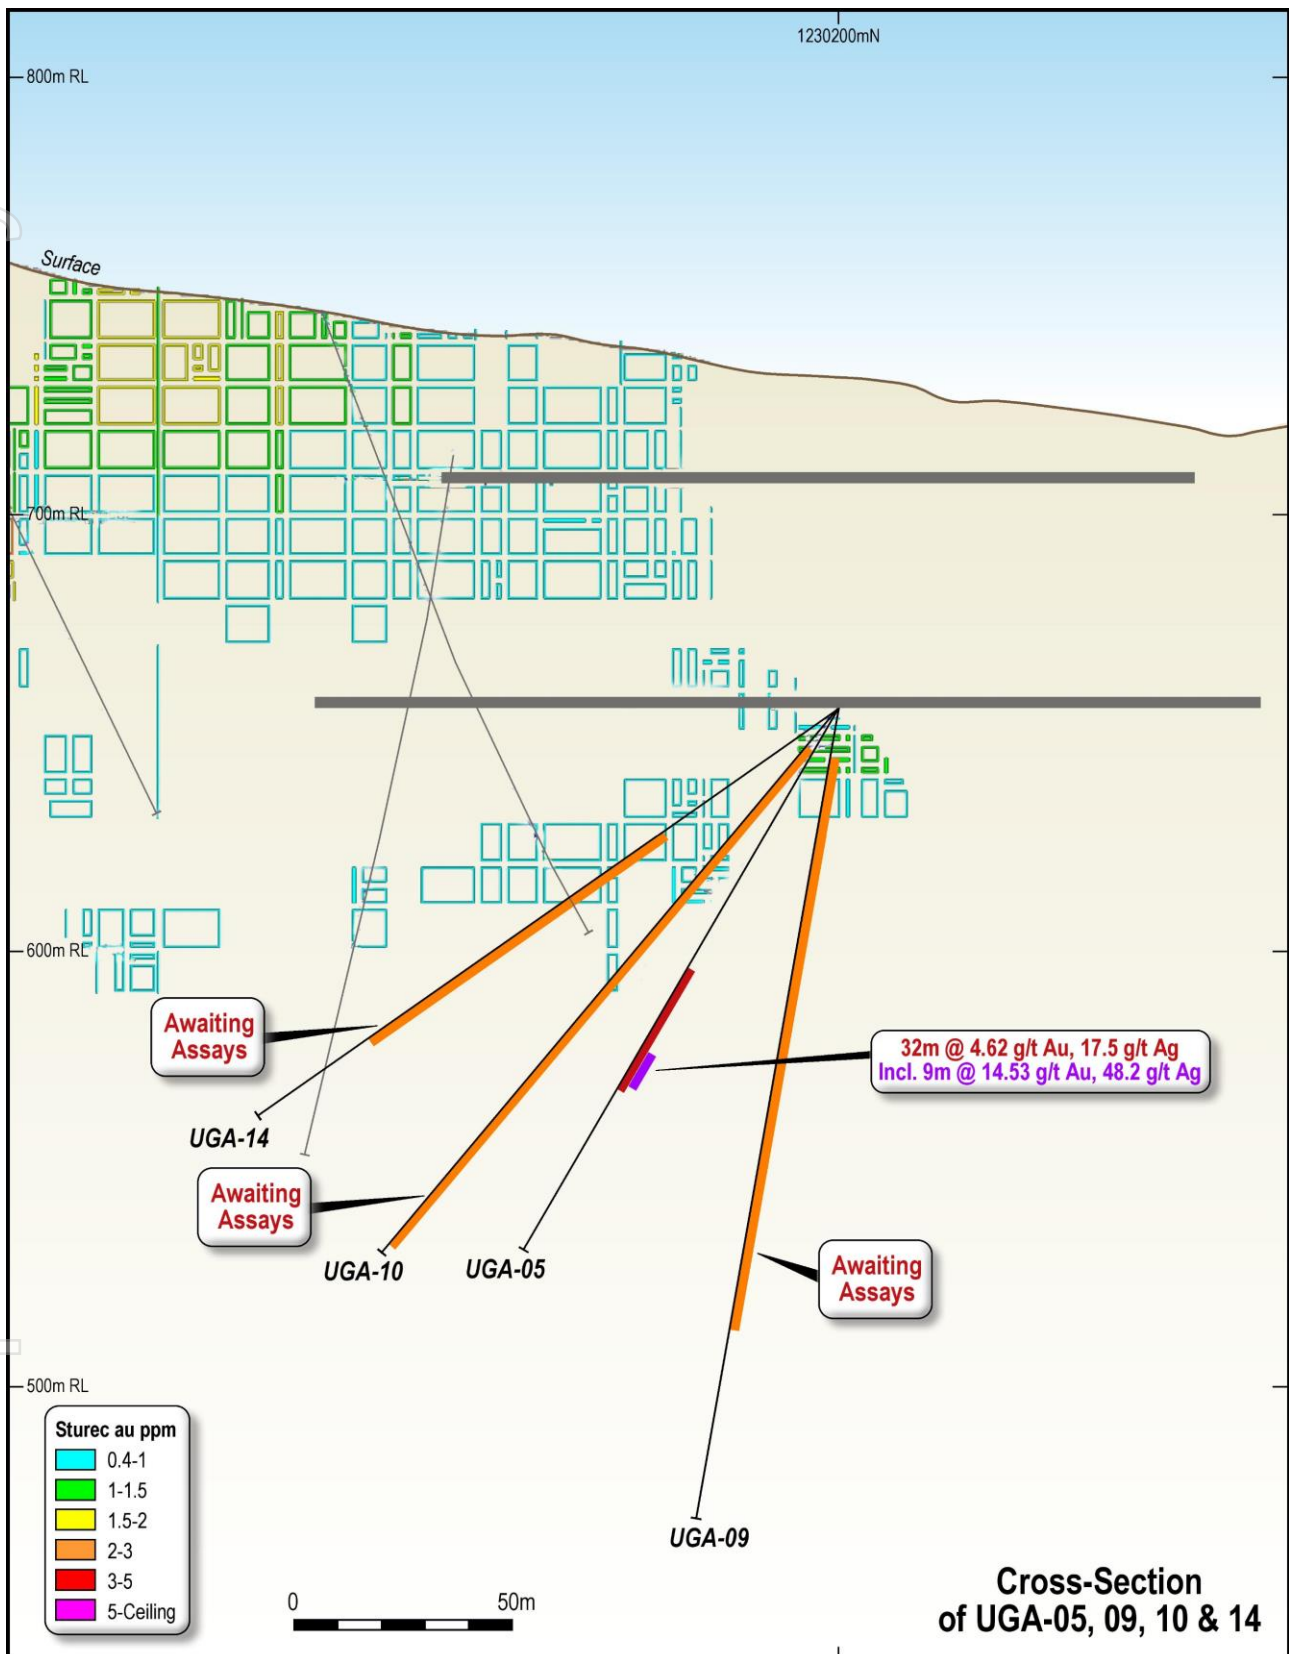 1230200mN
800m RL
Surface
700m RL
600m RL
Awaiting
Assays
32m @ 4.62 g/t Au, 17.5 g/t Ag
Incl. 9m @ 14.53 g/t Au, 48.2 g/t Ag
UGA-14
Awaiting
Assays
UGA-10
UGA-05
Awaiting
Assays
500m RL
Sturec au ppm
0.4-1
1-1.5
1.5-2
2-3
3-5
5-Ceiling
UGA-09
0
50m
Cross-Section
of UGA-05, 09, 10 & 14